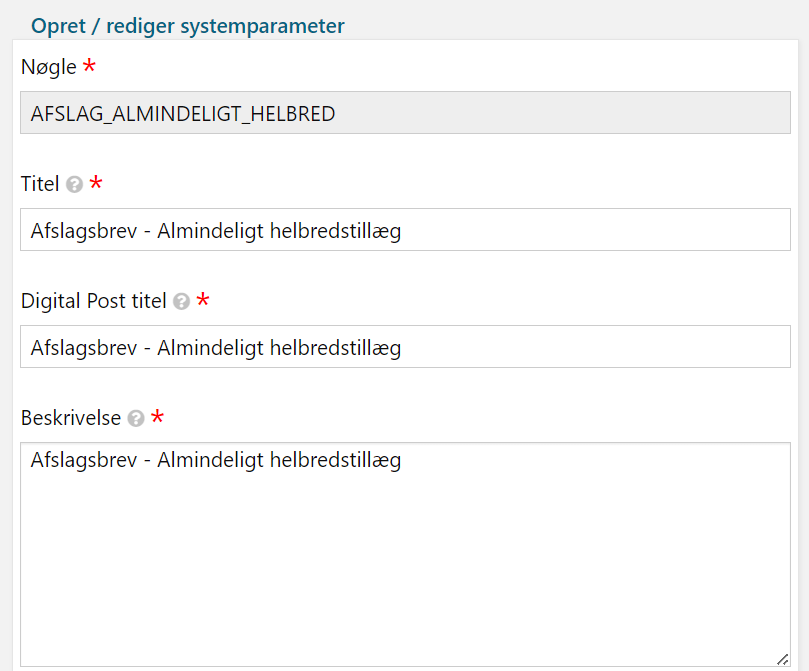 Opret / rediger systemparameter
Nøgle *
AFSLAG_ALMINDELIGT_HELBRED
Titel ? *
Afslagsbrev - Almindeligt helbredstillæg
Digital Post titel ? *
Afslagsbrev - Almindeligt helbredstillæg
Beskrivelse ? *
Afslagsbrev - Almindeligt helbredstillæg